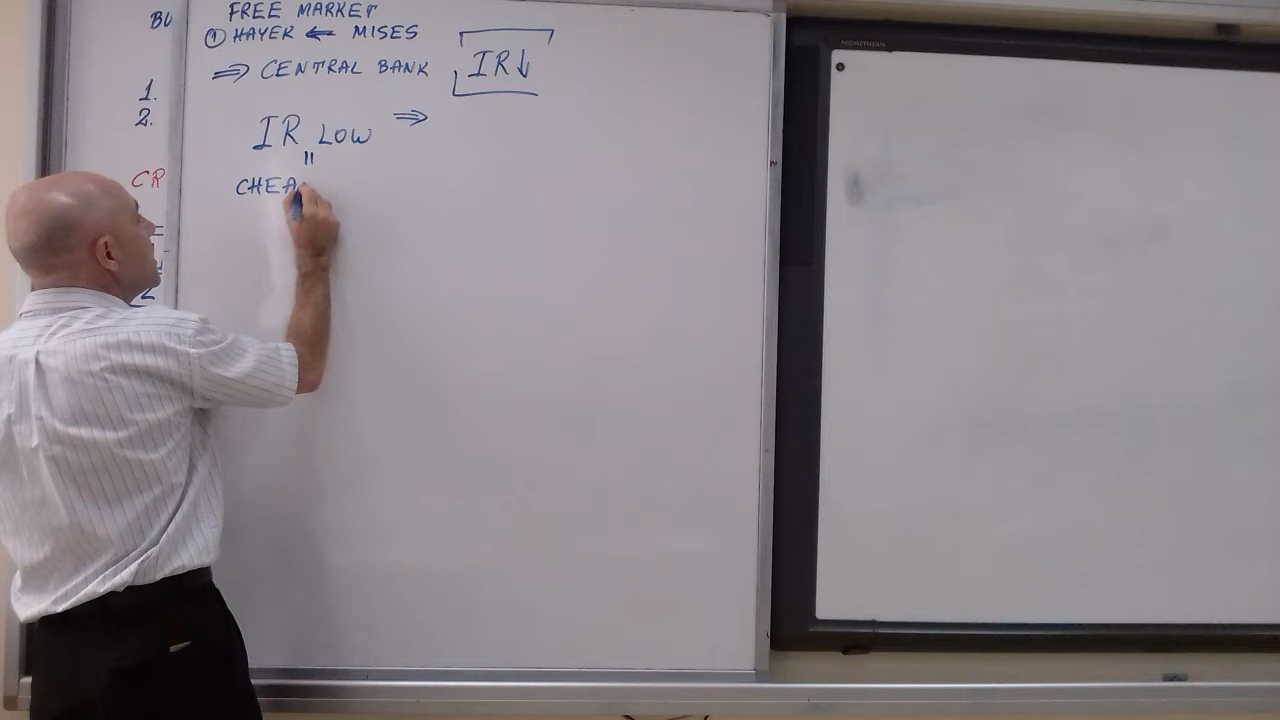 BU
FREE MARKET
① HAYEK ← MISES
⇒ CENTRAL BANK
IR↓
1.
2.
IR LOW ⇒
=
CR
CHEA